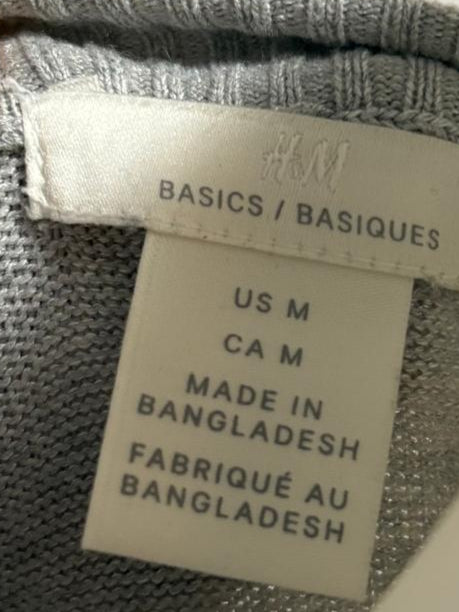 H&M
BASICS / BASIQUES
US M
CA M
MADE IN
BANGLADESH
FABRIQUÉ AU
BANGLADESH